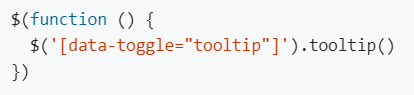 $(function () {
  $('[data-toggle="tooltip"]').tooltip()
})